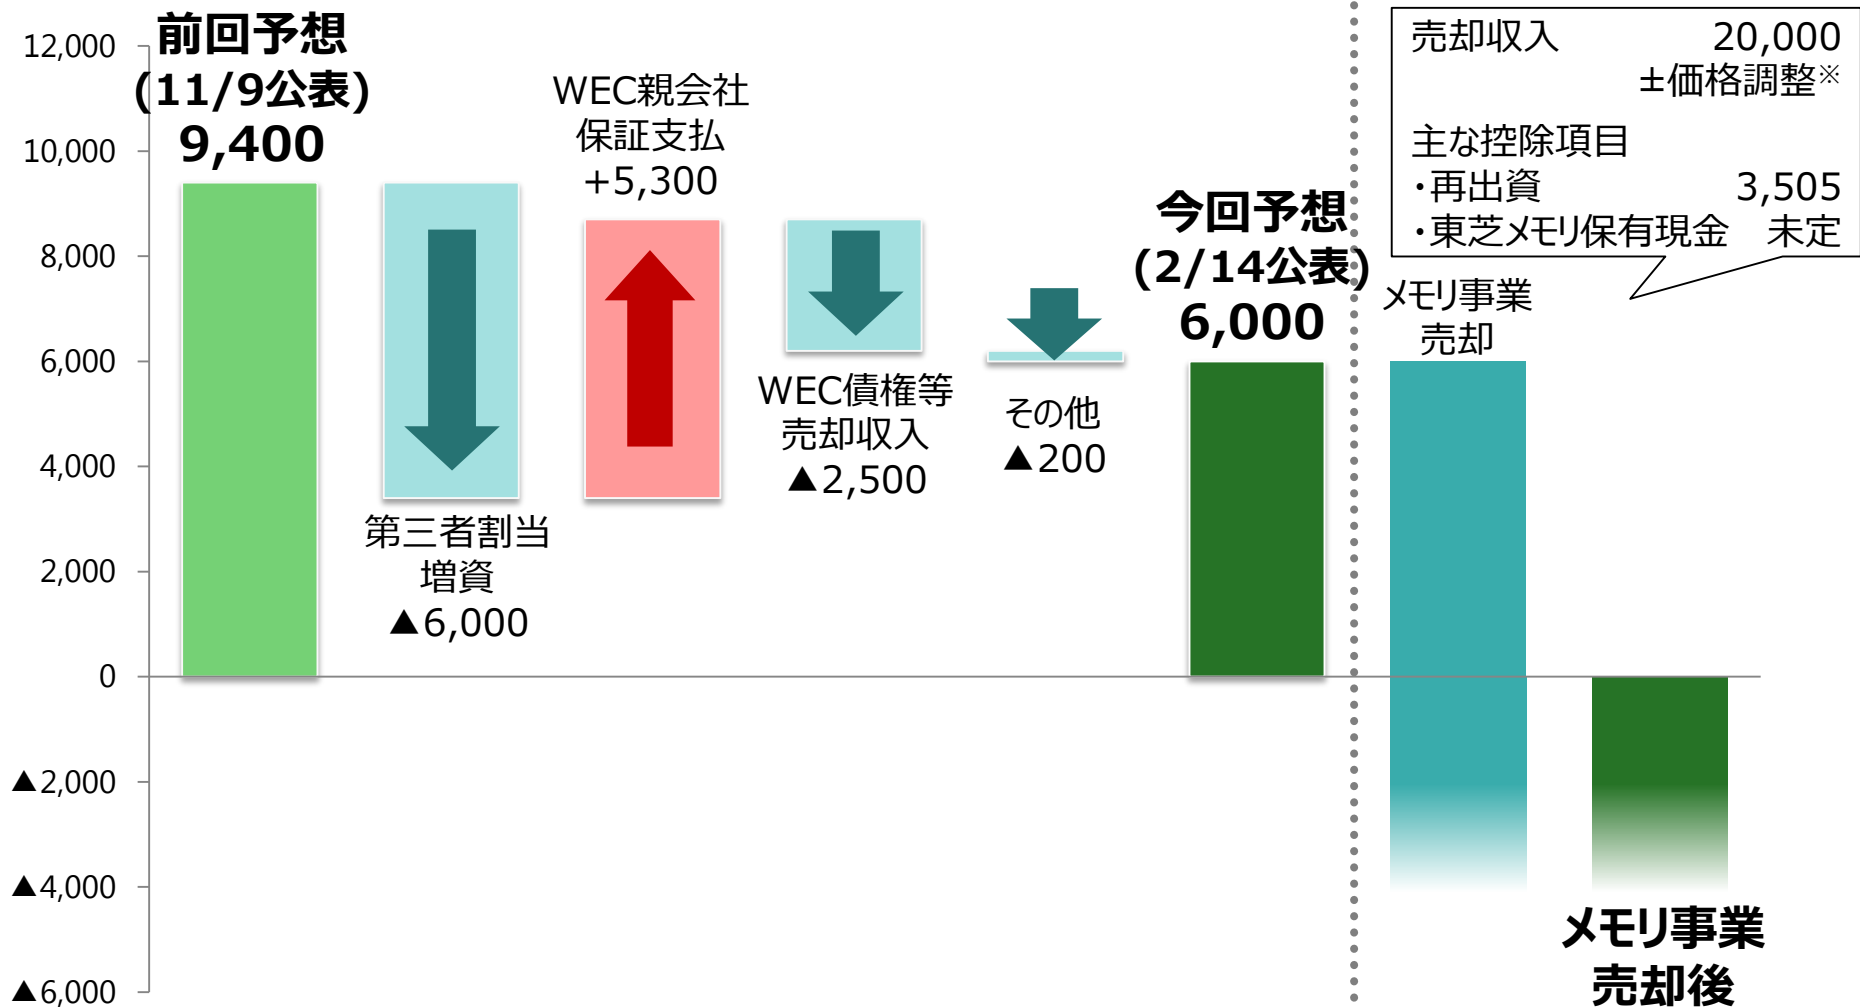 12,000
10,000
8,000
6,000
4,000
2,000
0
▲2,000
▲4,000
▲6,000
前回予想
(11/9公表)
9,400
第三者割当
増資
▲6,000
WEC親会社
保証支払
+5,300
WEC債権等
売却収入
▲2,500
その他
▲200
今回予想
(2/14公表)
6,000
売却収入 20,000
±価格調整※
主な控除項目
・再出資 3,505
・東芝メモリ保有現金 未定
メモリ事業
売却
メモリ事業
売却後